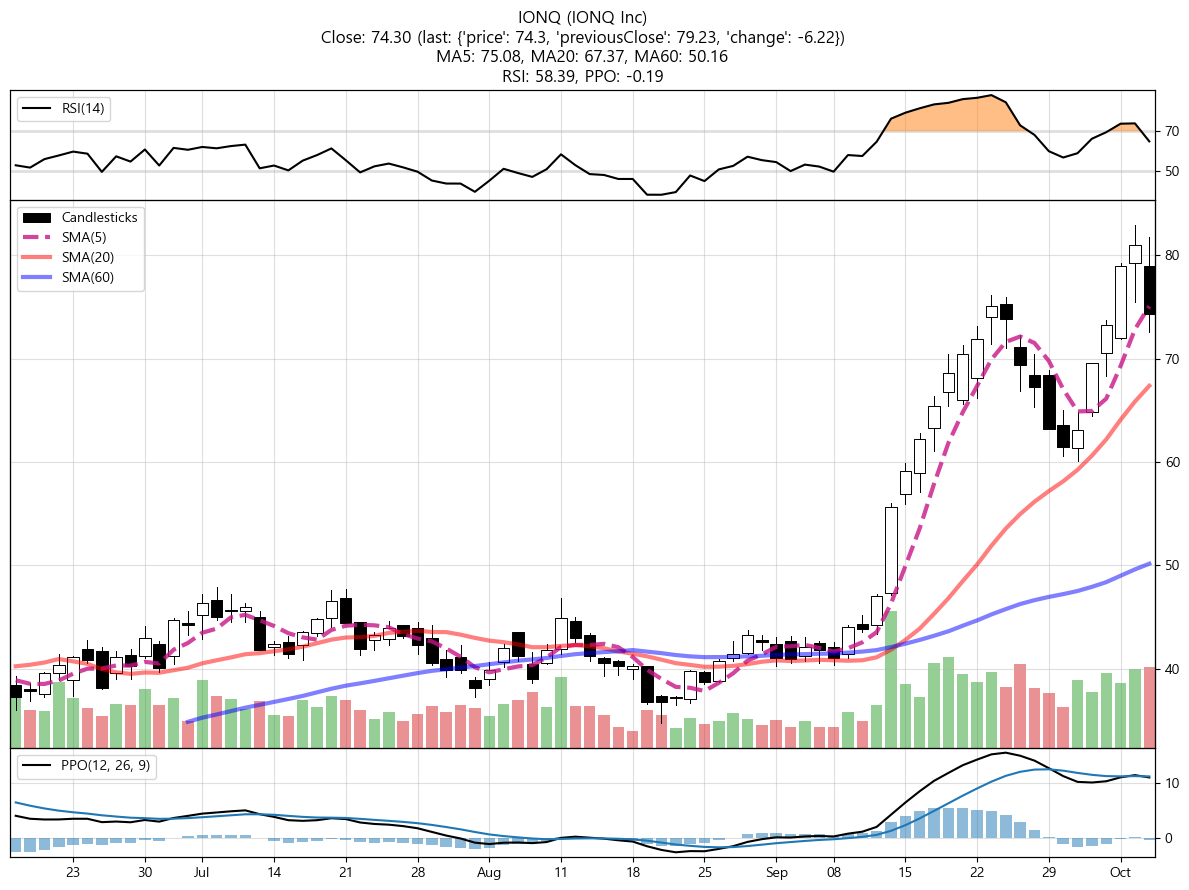 IONQ (IONQ Inc)
Close: 74.30 (last: {'price': 74.3, 'previousClose': 79.23, 'change': -6.22})
MA5: 75.08, MA20: 67.37, MA60: 50.16
RSI: 58.39, PPO: -0.19
RSI(14)
70
50
Candlesticks
SMA(5)
SMA(20)
SMA(60)
80
70
60
50
40
PPO(12, 26, 9)
10
0
23 30 Jul 14 21 28 Aug 11 18 25 Sep 08 15 22 29 Oct